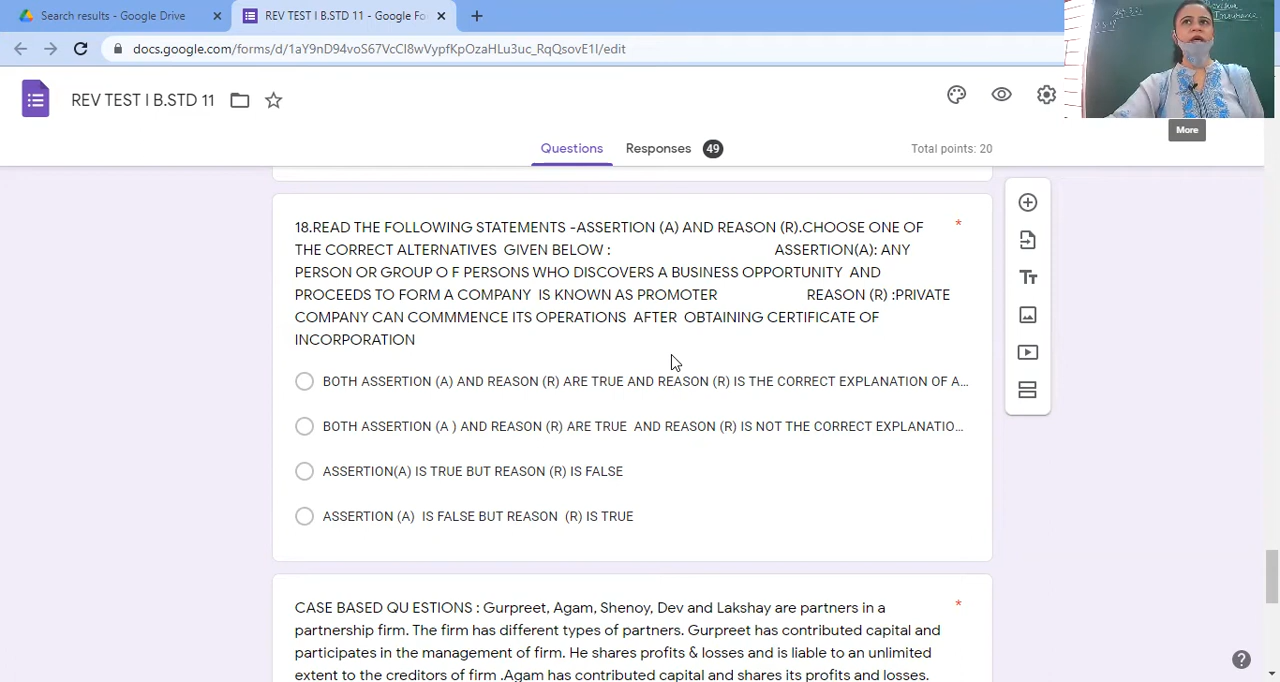 Search results - Google Drive
REV TEST I B.STD 11 - Google Fo
docs.google.com/forms/d/1aY9nD94voSo7VcCl8wVypfKpOzaHLu3uc_RqQsovE1I/edit
Insurance
REV TEST I B.STD 11
More
Questions
Responses 49
Total points: 20
18.READ THE FOLLOWING STATEMENTS -ASSERTION (A) AND REASON (R).CHOOSE ONE OF
THE CORRECT ALTERNATIVES GIVEN BELOW : ASSERTION(A): ANY
PERSON OR GROUP O F PERSONS WHO DISCOVERS A BUSINESS OPPORTUNITY AND
PROCEEDS TO FORM A COMPANY IS KNOWN AS PROMOTER REASON (R) :PRIVATE
COMPANY CAN COMMMENCE ITS OPERATIONS AFTER OBTAINING CERTIFICATE OF
INCORPORATION
*
BOTH ASSERTION (A) AND REASON (R) ARE TRUE AND REASON (R) IS THE CORRECT EXPLANATION OF A...
BOTH ASSERTION (A ) AND REASON (R) ARE TRUE AND REASON (R) IS NOT THE CORRECT EXPLANATIO...
ASSERTION(A) IS TRUE BUT REASON (R) IS FALSE
ASSERTION (A) IS FALSE BUT REASON (R) IS TRUE
CASE BASED QU ESTIONS : Gurpreet, Agam, Shenoy, Dev and Lakshay are partners in a
partnership firm. The firm has different types of partners. Gurpreet has contributed capital and
participates in the management of firm. He shares profits & losses and is liable to an unlimited
extent to the creditors of firm .Agam has contributed capital and shares its profits and losses.
*